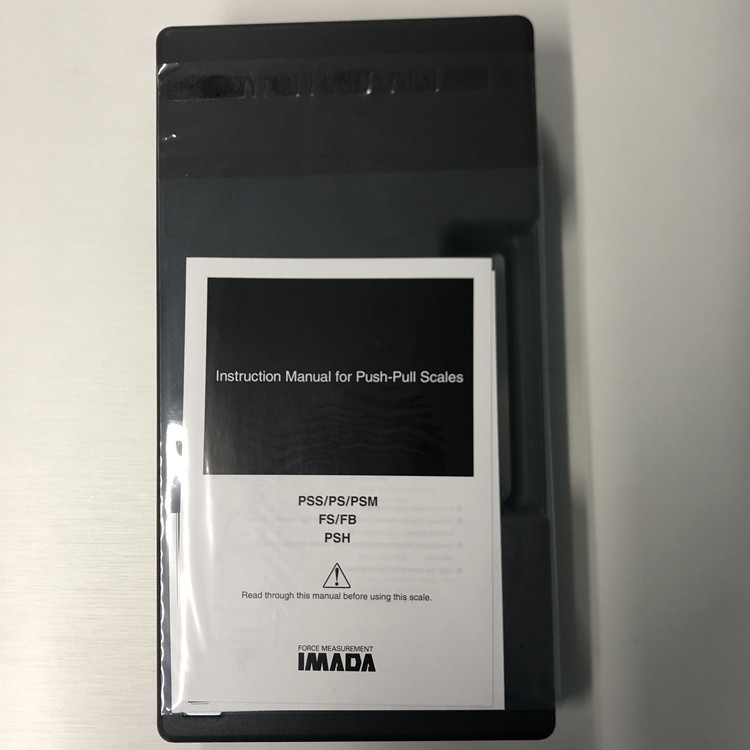 Instruction Manual for Push-Pull Scales
PSS/PS/PSM
FS/FB
PSH
Read through this manual before using this scale.
FORCE MEASUREMENT
IMADA